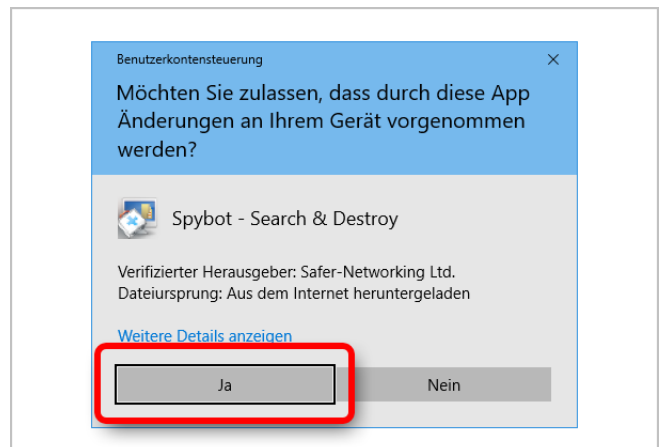 Benutzerkontensteuerung
Möchten Sie zulassen, dass durch diese App
Änderungen an Ihrem Gerät vorgenommen
werden?
Spybot - Search & Destroy
Verifizierter Herausgeber: Safer-Networking Ltd.
Dateiursprung: Aus dem Internet heruntergeladen
Weitere Details anzeigen
Ja
Nein